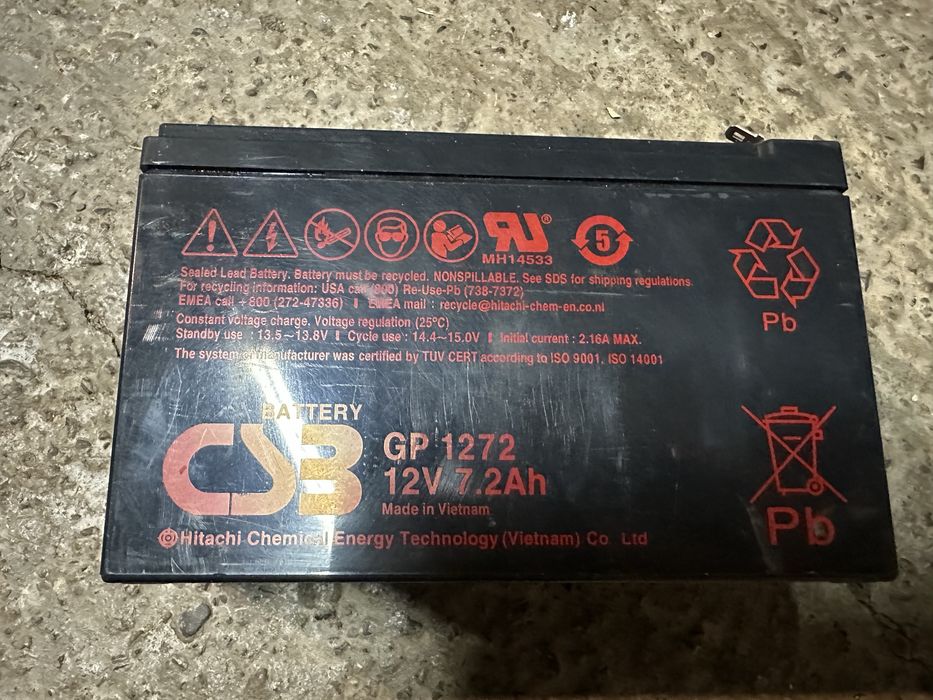 RU®
MH14533
5
Sealed Lead Battery. Battery must be recycled. NONSPILLABLE. See SDS for shipping regulations.
For recycling information: USA call (800) Re-Use-Pb (738-7372)
EMEA call +800 (272-47336) I EMEA mail : recycle@hitachi-chem-en.co.nl
Constant voltage charge. Voltage regulation (25°C)
Standby use : 13.5~13.8V I Cycle use : 14.4~15.0V I Initial current : 2.16A MAX.
The system of manufacturer was certified by TUV CERT according to ISO 9001, ISO 14001
Pb
BATTERY
CSB
GP 1272
12V 7.2Ah
Made in Vietnam
Hitachi Chemical Energy Technology (Vietnam) Co. Ltd
Pb